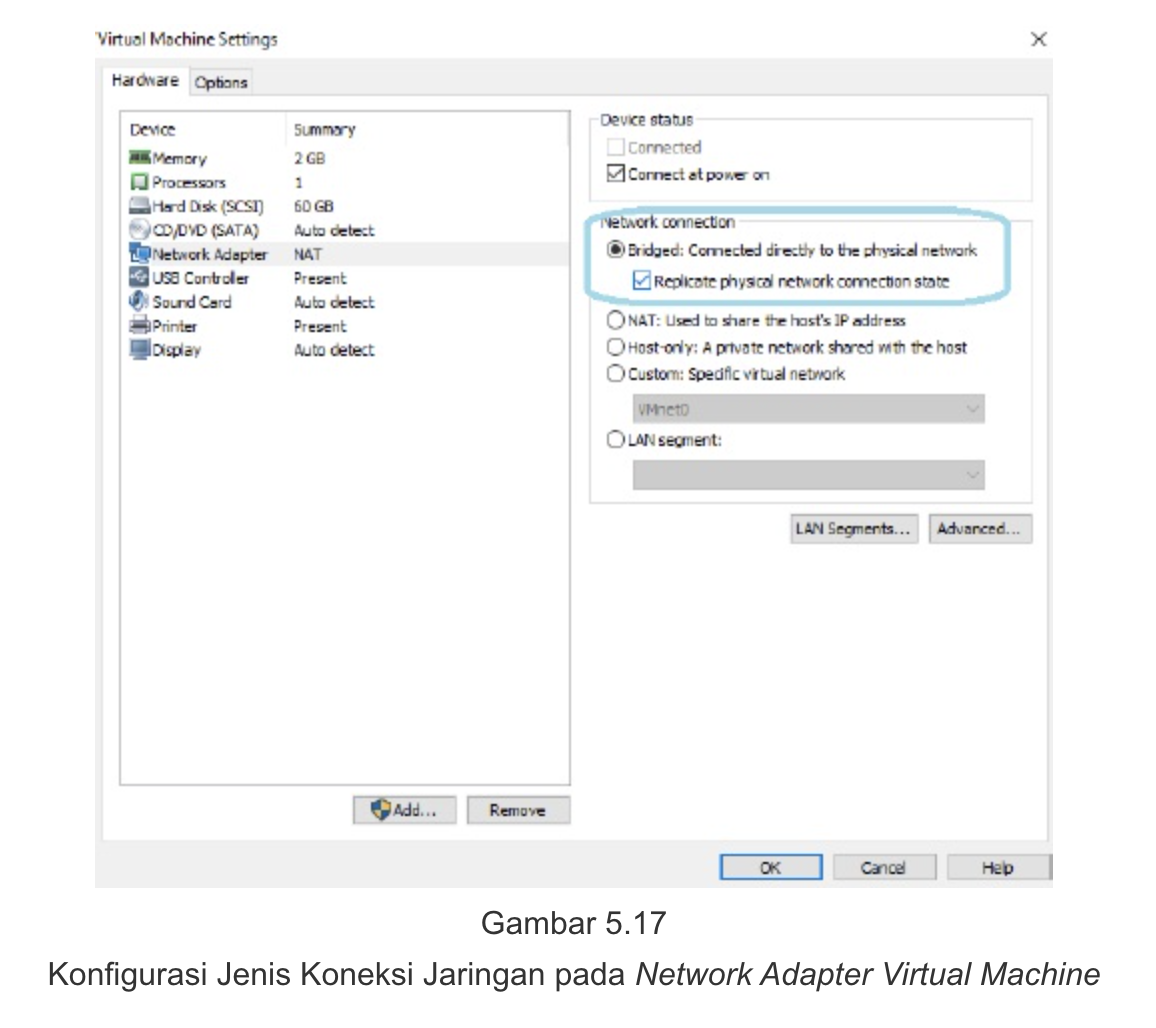 Virtual Machine Settings
Hardware Options
Device Summary
Memory 2 GB
Processors 1
Hard Disk (SCSI) 60 GB
CD/DVD (SATA) Auto detect
Network Adapter NAT
USB Controller Present
Sound Card Auto detect
Printer Present
Display Auto detect
Add... Remove
Device status
Connected
Connect at power on
Network connection
Bridged: Connected directly to the physical network
Replicate physical network connection state
NAT: Used to share the host's IP address
Host-only: A private network shared with the host
Custom: Specific virtual network
VMnet0
LAN segment:
LAN Segments... Advanced...
OK Cancel Help
Gambar 5.17
Konfigurasi Jenis Koneksi Jaringan pada Network Adapter Virtual Machine